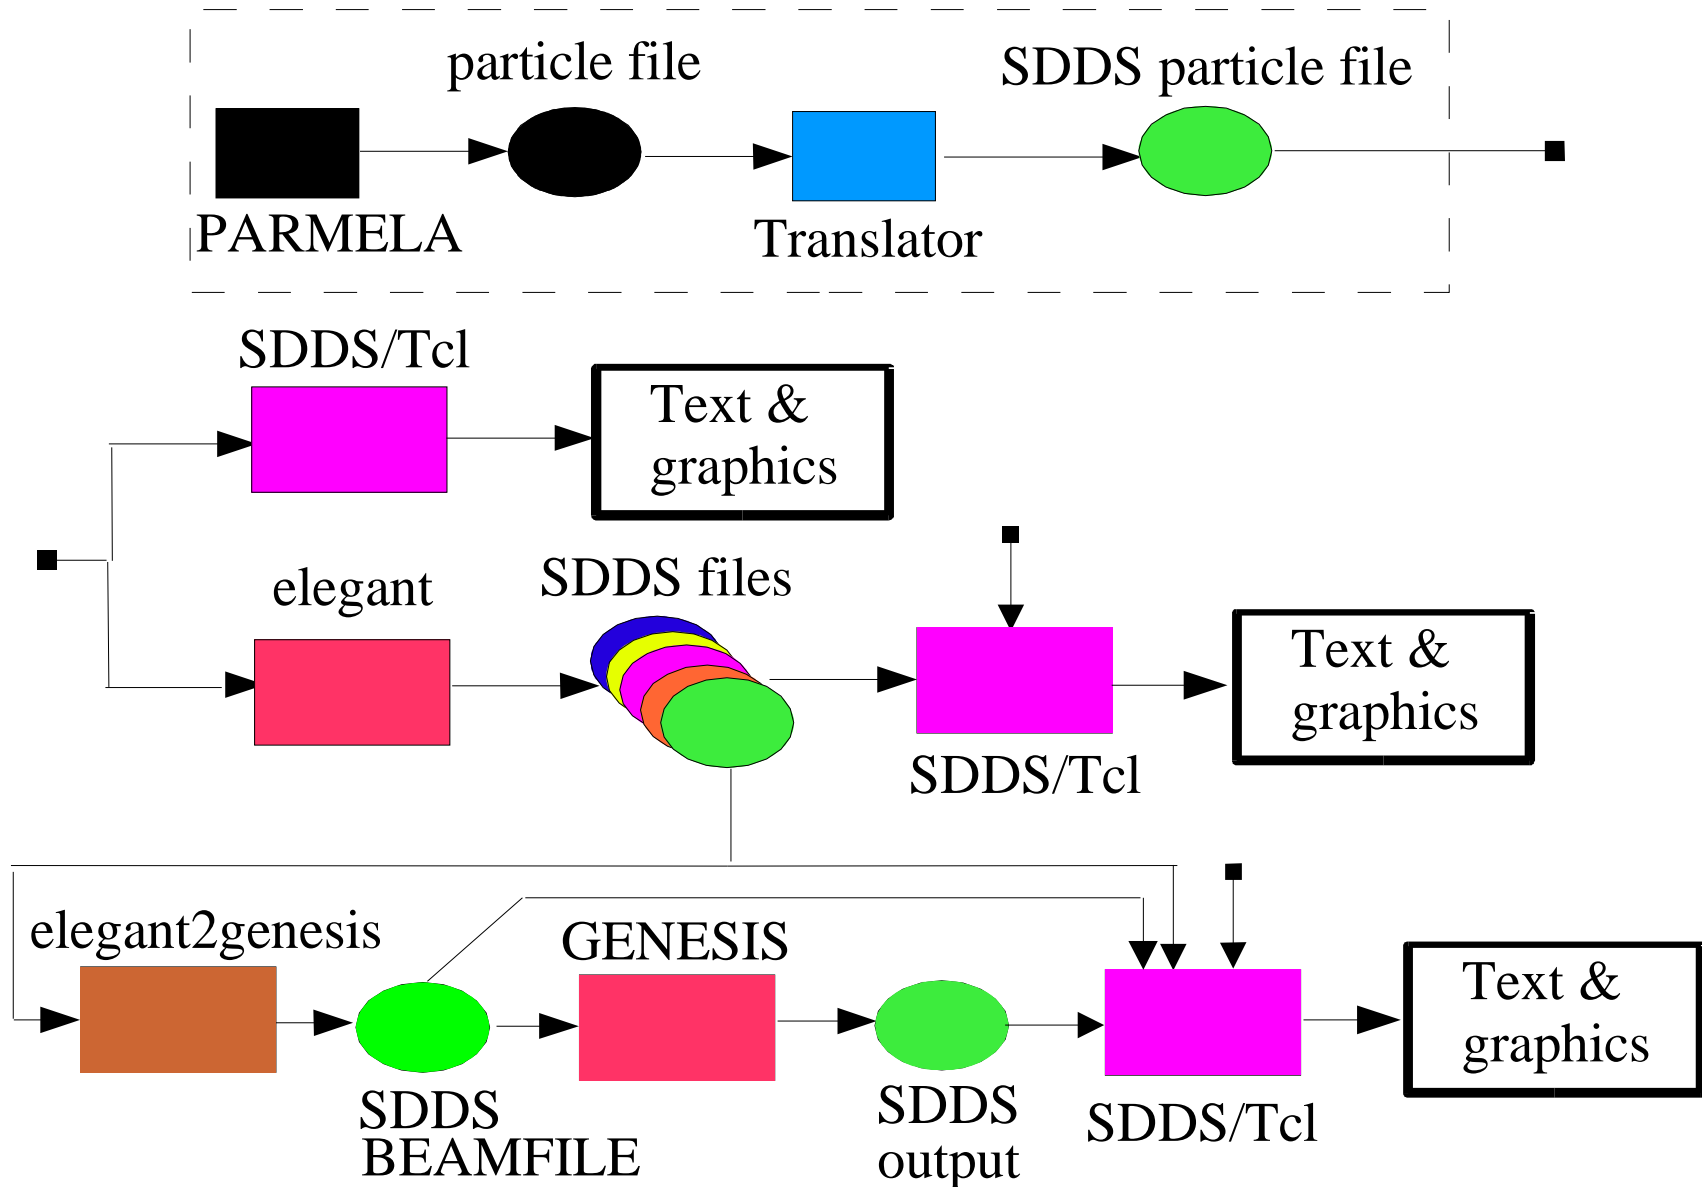 particle file
SDDS particle file
PARMELA
Translator
SDDS/Tcl
Text &
graphics
elegant
SDDS files
Text &
graphics
SDDS/Tcl
elegant2genesis
GENESIS
Text &
graphics
SDDS
BEAMFILE
SDDS
output
SDDS/Tcl